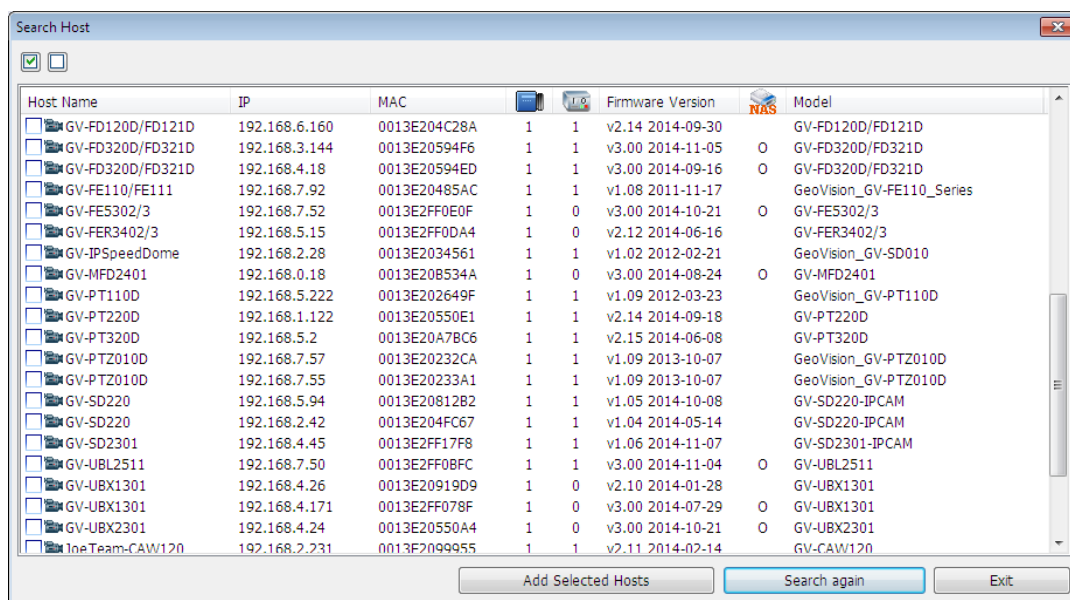 Search Host
Host Name IP MAC Firmware Version NAS Model
GV-FD120D/FD121D 192.168.6.160 0013E204C28A 1 1 v2.14 2014-09-30 GV-FD120D/FD121D
GV-FD320D/FD321D 192.168.3.144 0013E20594F6 1 1 v3.00 2014-11-05 O GV-FD320D/FD321D
GV-FD320D/FD321D 192.168.4.18 0013E20594ED 1 1 v3.00 2014-09-16 O GV-FD320D/FD321D
GV-FE110/FE111 192.168.7.92 0013E20485AC 1 1 v1.08 2011-11-17 GeoVision_GV-FE110_Series
GV-FE5302/3 192.168.7.52 0013E2FF0E0F 1 0 v3.00 2014-10-21 O GV-FE5302/3
GV-FER3402/3 192.168.5.15 0013E2FF0DA4 1 0 v2.12 2014-06-16 GV-FER3402/3
GV-IPSpeedDome 192.168.2.28 0013E2034561 1 1 v1.02 2012-02-21 GeoVision_GV-SD010
GV-MFD2401 192.168.0.18 0013E20B534A 1 0 v3.00 2014-08-24 O GV-MFD2401
GV-PT110D 192.168.5.222 0013E202649F 1 1 v1.09 2012-03-23 GeoVision_GV-PT110D
GV-PT220D 192.168.1.122 0013E20550E1 1 1 v2.14 2014-09-18 GV-PT220D
GV-PT320D 192.168.5.2 0013E20A7BC6 1 1 v2.15 2014-06-08 GV-PT320D
GV-PTZ010D 192.168.7.57 0013E20232CA 1 1 v1.09 2013-10-07 GeoVision_GV-PTZ010D
GV-PTZ010D 192.168.7.55 0013E20233A1 1 1 v1.09 2013-10-07 GeoVision_GV-PTZ010D
GV-SD220 192.168.5.94 0013E20812B2 1 1 v1.05 2014-10-08 GV-SD220-IPCAM
GV-SD220 192.168.2.42 0013E204FC67 1 1 v1.04 2014-05-14 GV-SD220-IPCAM
GV-SD2301 192.168.4.45 0013E2FF17F8 1 1 v1.06 2014-11-07 GV-SD2301-IPCAM
GV-UBL2511 192.168.7.50 0013E2FF0BFC 1 1 v3.00 2014-11-04 O GV-UBL2511
GV-UBX1301 192.168.4.26 0013E20919D9 1 0 v2.10 2014-01-28 GV-UBX1301
GV-UBX1301 192.168.4.171 0013E2FF078F 1 0 v3.00 2014-07-29 O GV-UBX1301
GV-UBX2301 192.168.4.24 0013E20550A4 1 0 v3.00 2014-10-21 O GV-UBX2301
JoeTeam-CAW120 192.168.2.231 0013E2099955 1 1 v2.11 2014-02-14 GV-CAW120
Add Selected Hosts Search again Exit